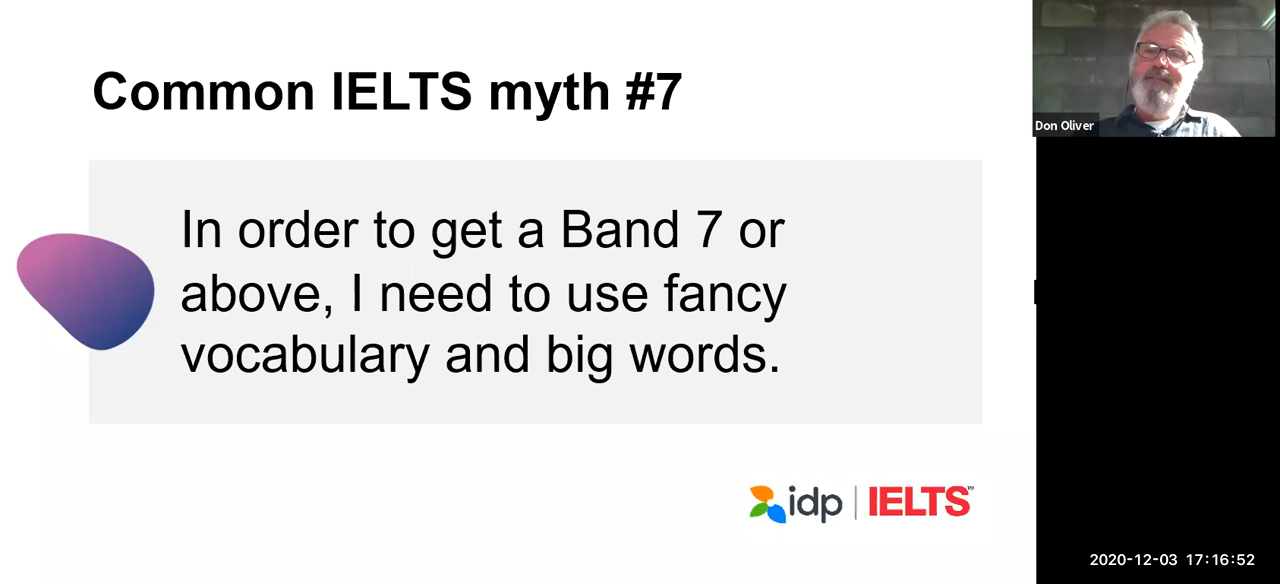 Common IELTS myth #7
In order to get a Band 7 or
above, I need to use fancy
vocabulary and big words.
idp | IELTS™
Don Oliver
2020-12-03 17:16:52